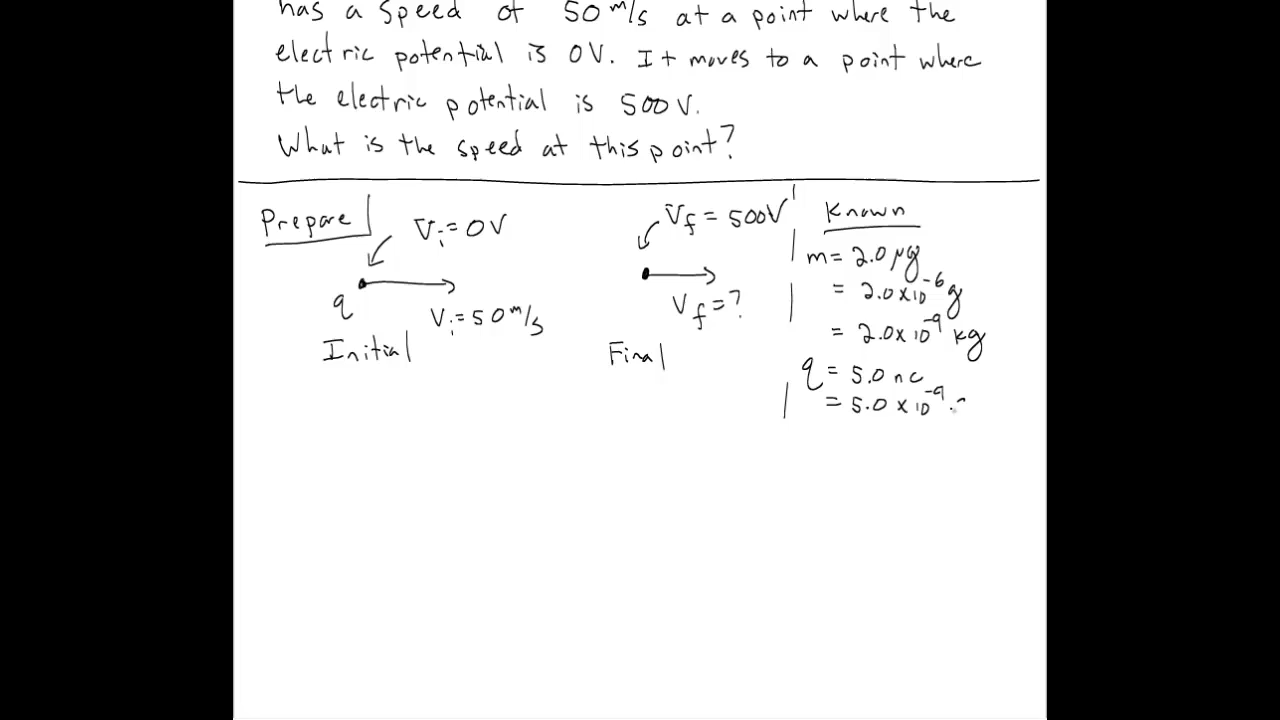 has a speed of 50 m/s at a point where the
electric potential is 0V. It moves to a point where
the electric potential is 500V.
What is the speed at this point?
Prepare
Vi = 0V
q
Vi = 50 m/s
Initial
Vf = 500V
Vf = ?
Final
Known
m = 2.0 μg
= 2.0 x 10⁻⁶ g
= 2.0 x 10⁻⁹ kg
q = 5.0 nC
= 5.0 x 10⁻⁹